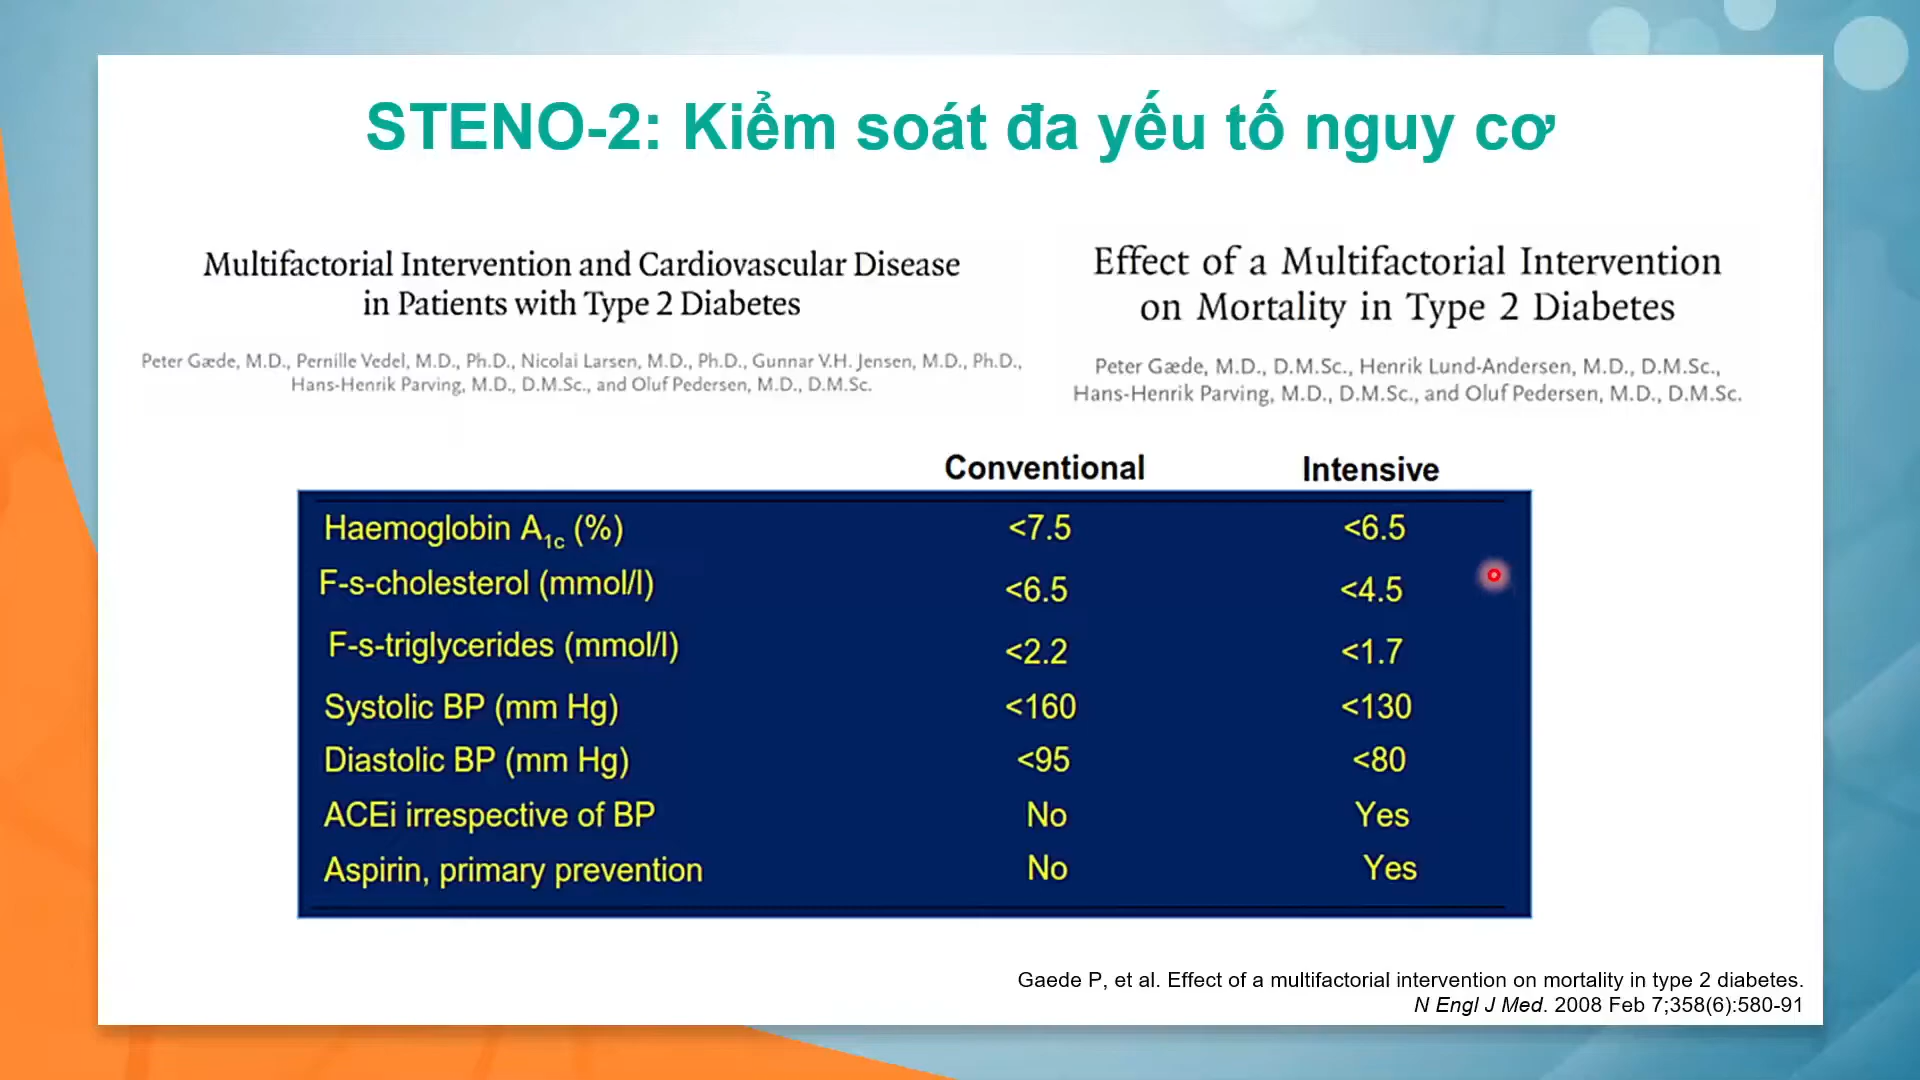 STENO-2: Kiểm soát đa yếu tố nguy cơ
Multifactorial Intervention and Cardiovascular Disease
in Patients with Type 2 Diabetes
Peter Gæde, M.D., Pernille Vedel, M.D., Ph.D., Nicolai Larsen, M.D., Ph.D., Gunnar V.H. Jensen, M.D., Ph.D.,
Hans-Henrik Parving, M.D., D.M.Sc., and Oluf Pedersen, M.D., D.M.Sc.
Effect of a Multifactorial Intervention
on Mortality in Type 2 Diabetes
Peter Gæde, M.D., D.M.Sc., Henrik Lund-Andersen, M.D., D.M.Sc.,
Hans-Henrik Parving, M.D., D.M.Sc., and Oluf Pedersen, M.D., D.M.Sc.
Conventional Intensive
Haemoglobin A1c (%) <7.5 <6.5
F-s-cholesterol (mmol/l) <6.5 <4.5
F-s-triglycerides (mmol/l) <2.2 <1.7
Systolic BP (mm Hg) <160 <130
Diastolic BP (mm Hg) <95 <80
ACEi irrespective of BP No Yes
Aspirin, primary prevention No Yes
Gaede P, et al. Effect of a multifactorial intervention on mortality in type 2 diabetes.
N Engl J Med. 2008 Feb 7;358(6):580-91